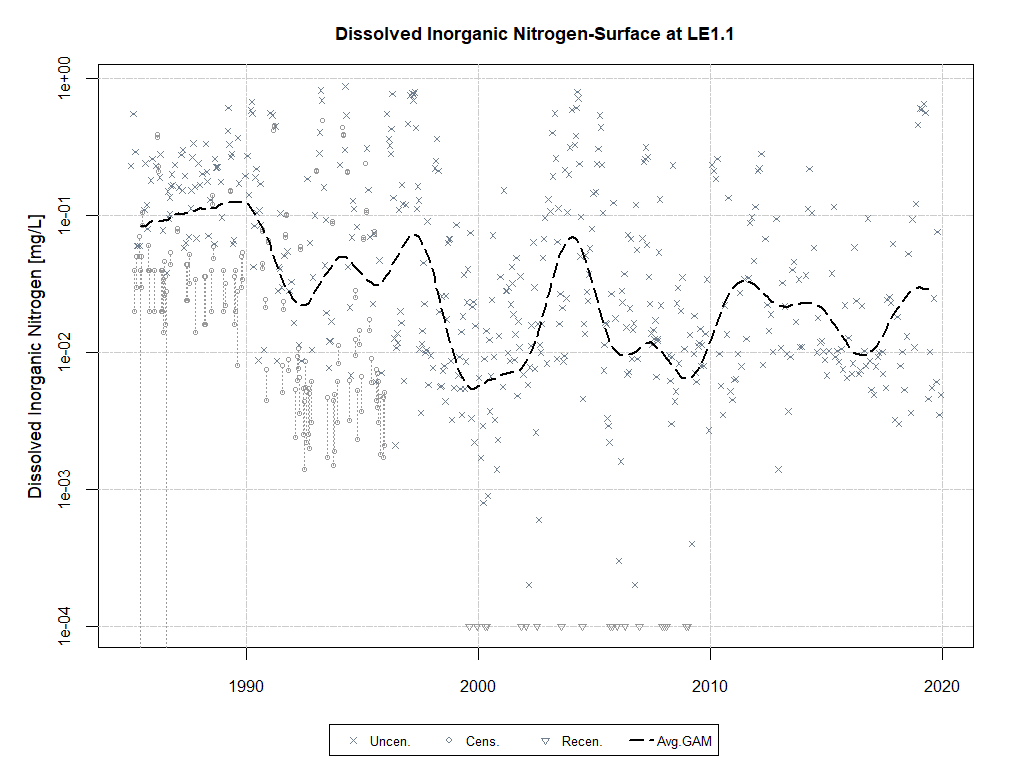 Dissolved Inorganic Nitrogen-Surface at LE1.1
Dissolved Inorganic Nitrogen [mg/L]
1e+00
1e-01
1e-02
1e-03
1e-04
1990 2000 2010 2020
Uncen. Cens. Recen. Avg.GAM